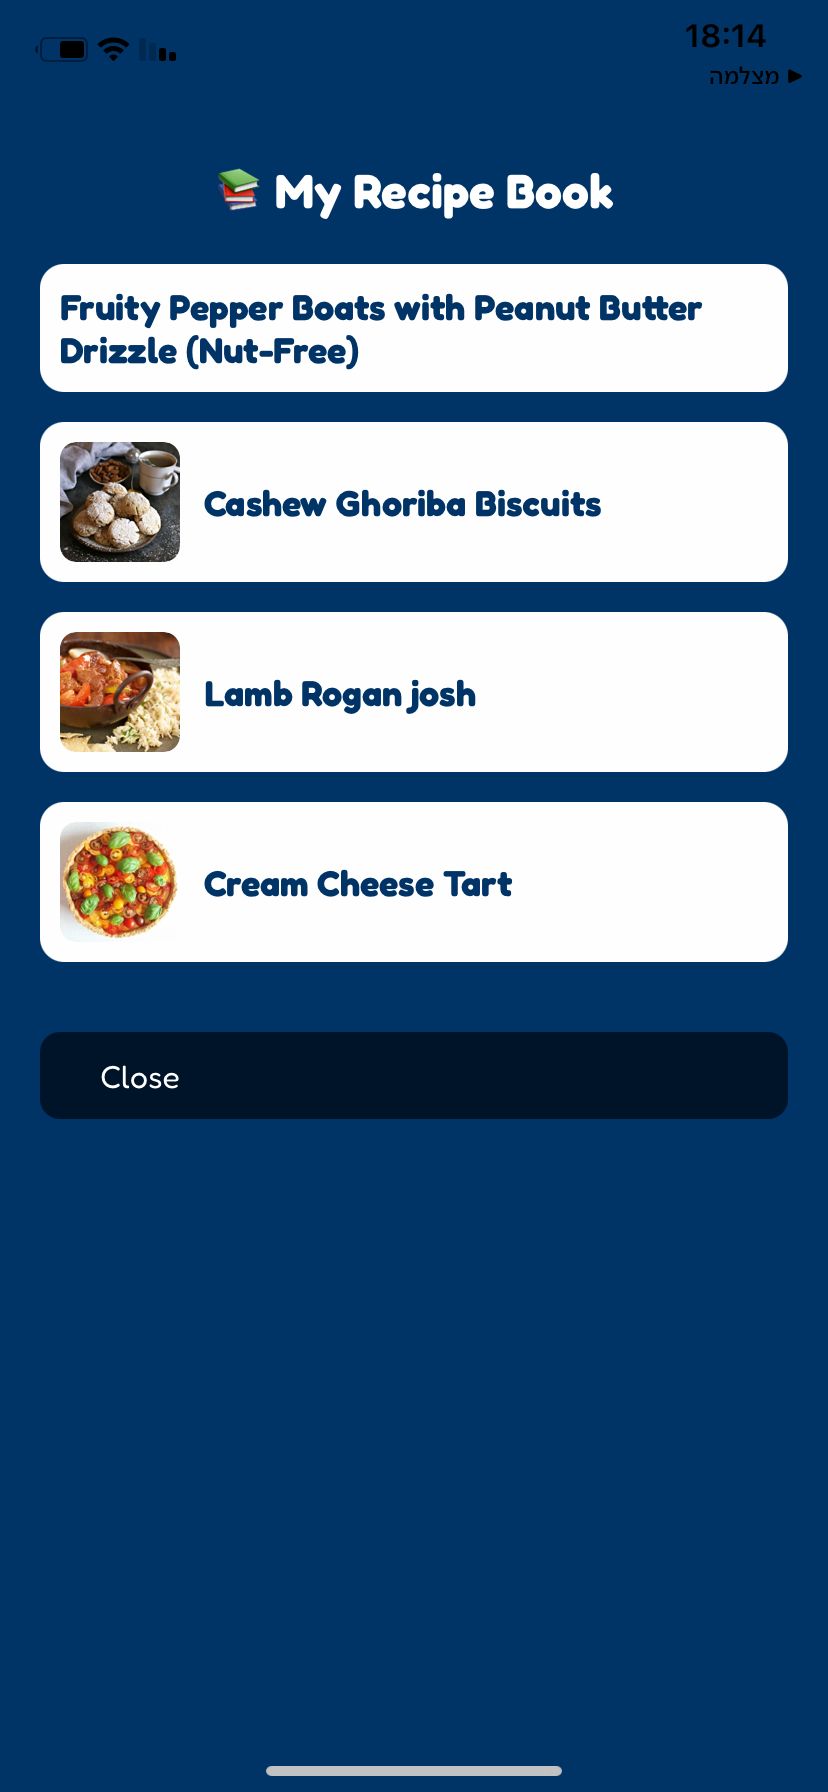 18:14
מצלמה ◀
📚 My Recipe Book
Fruity Pepper Boats with Peanut Butter
Drizzle (Nut-Free)
Cashew Ghoriba Biscuits
Lamb Rogan josh
Cream Cheese Tart
Close